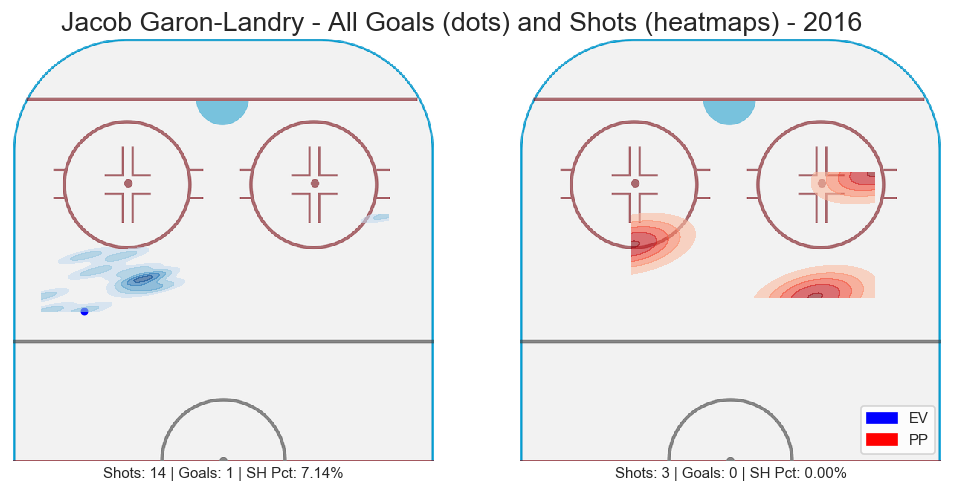 Jacob Garon-Landry - All Goals (dots) and Shots (heatmaps) - 2016
EV
PP
Shots: 14 | Goals: 1 | SH Pct: 7.14%
Shots: 3 | Goals: 0 | SH Pct: 0.00%